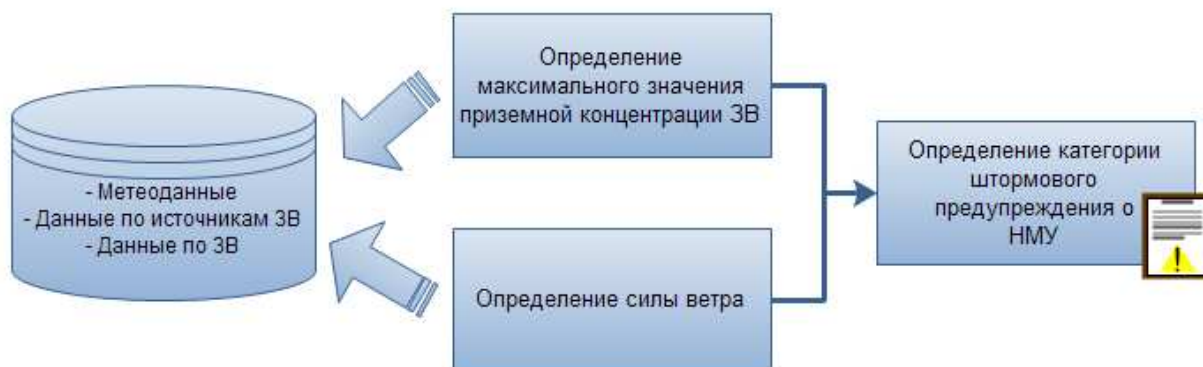 - Метеоданные
- Данные по источникам ЗВ
- Данные по ЗВ
Определение
максимального значения
приземной концентрации ЗВ
Определение силы ветра
Определение категории
штормового
предупреждения о
НМУ
!